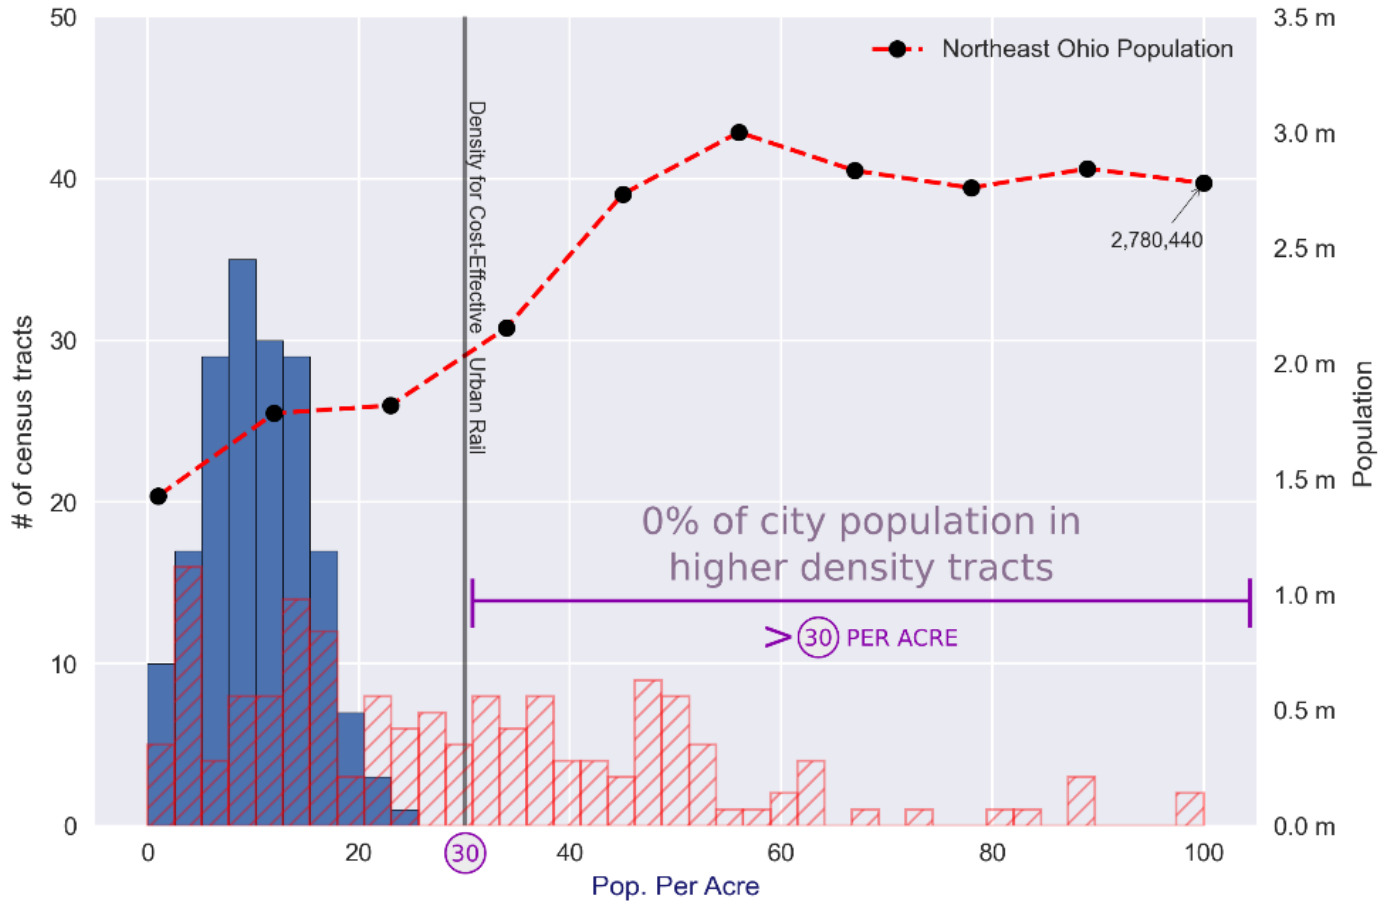 50
40
30
20
10
0
# of census tracts
3.5 m
3.0 m
2.5 m
2.0 m
1.5 m
1.0 m
0.5 m
0.0 m
Population
Northeast Ohio Population
Density for Cost-Effective Urban Rail
2,780,440
0% of city population in
higher density tracts
> 30 PER ACRE
0 20 30 40 60 80 100
Pop. Per Acre